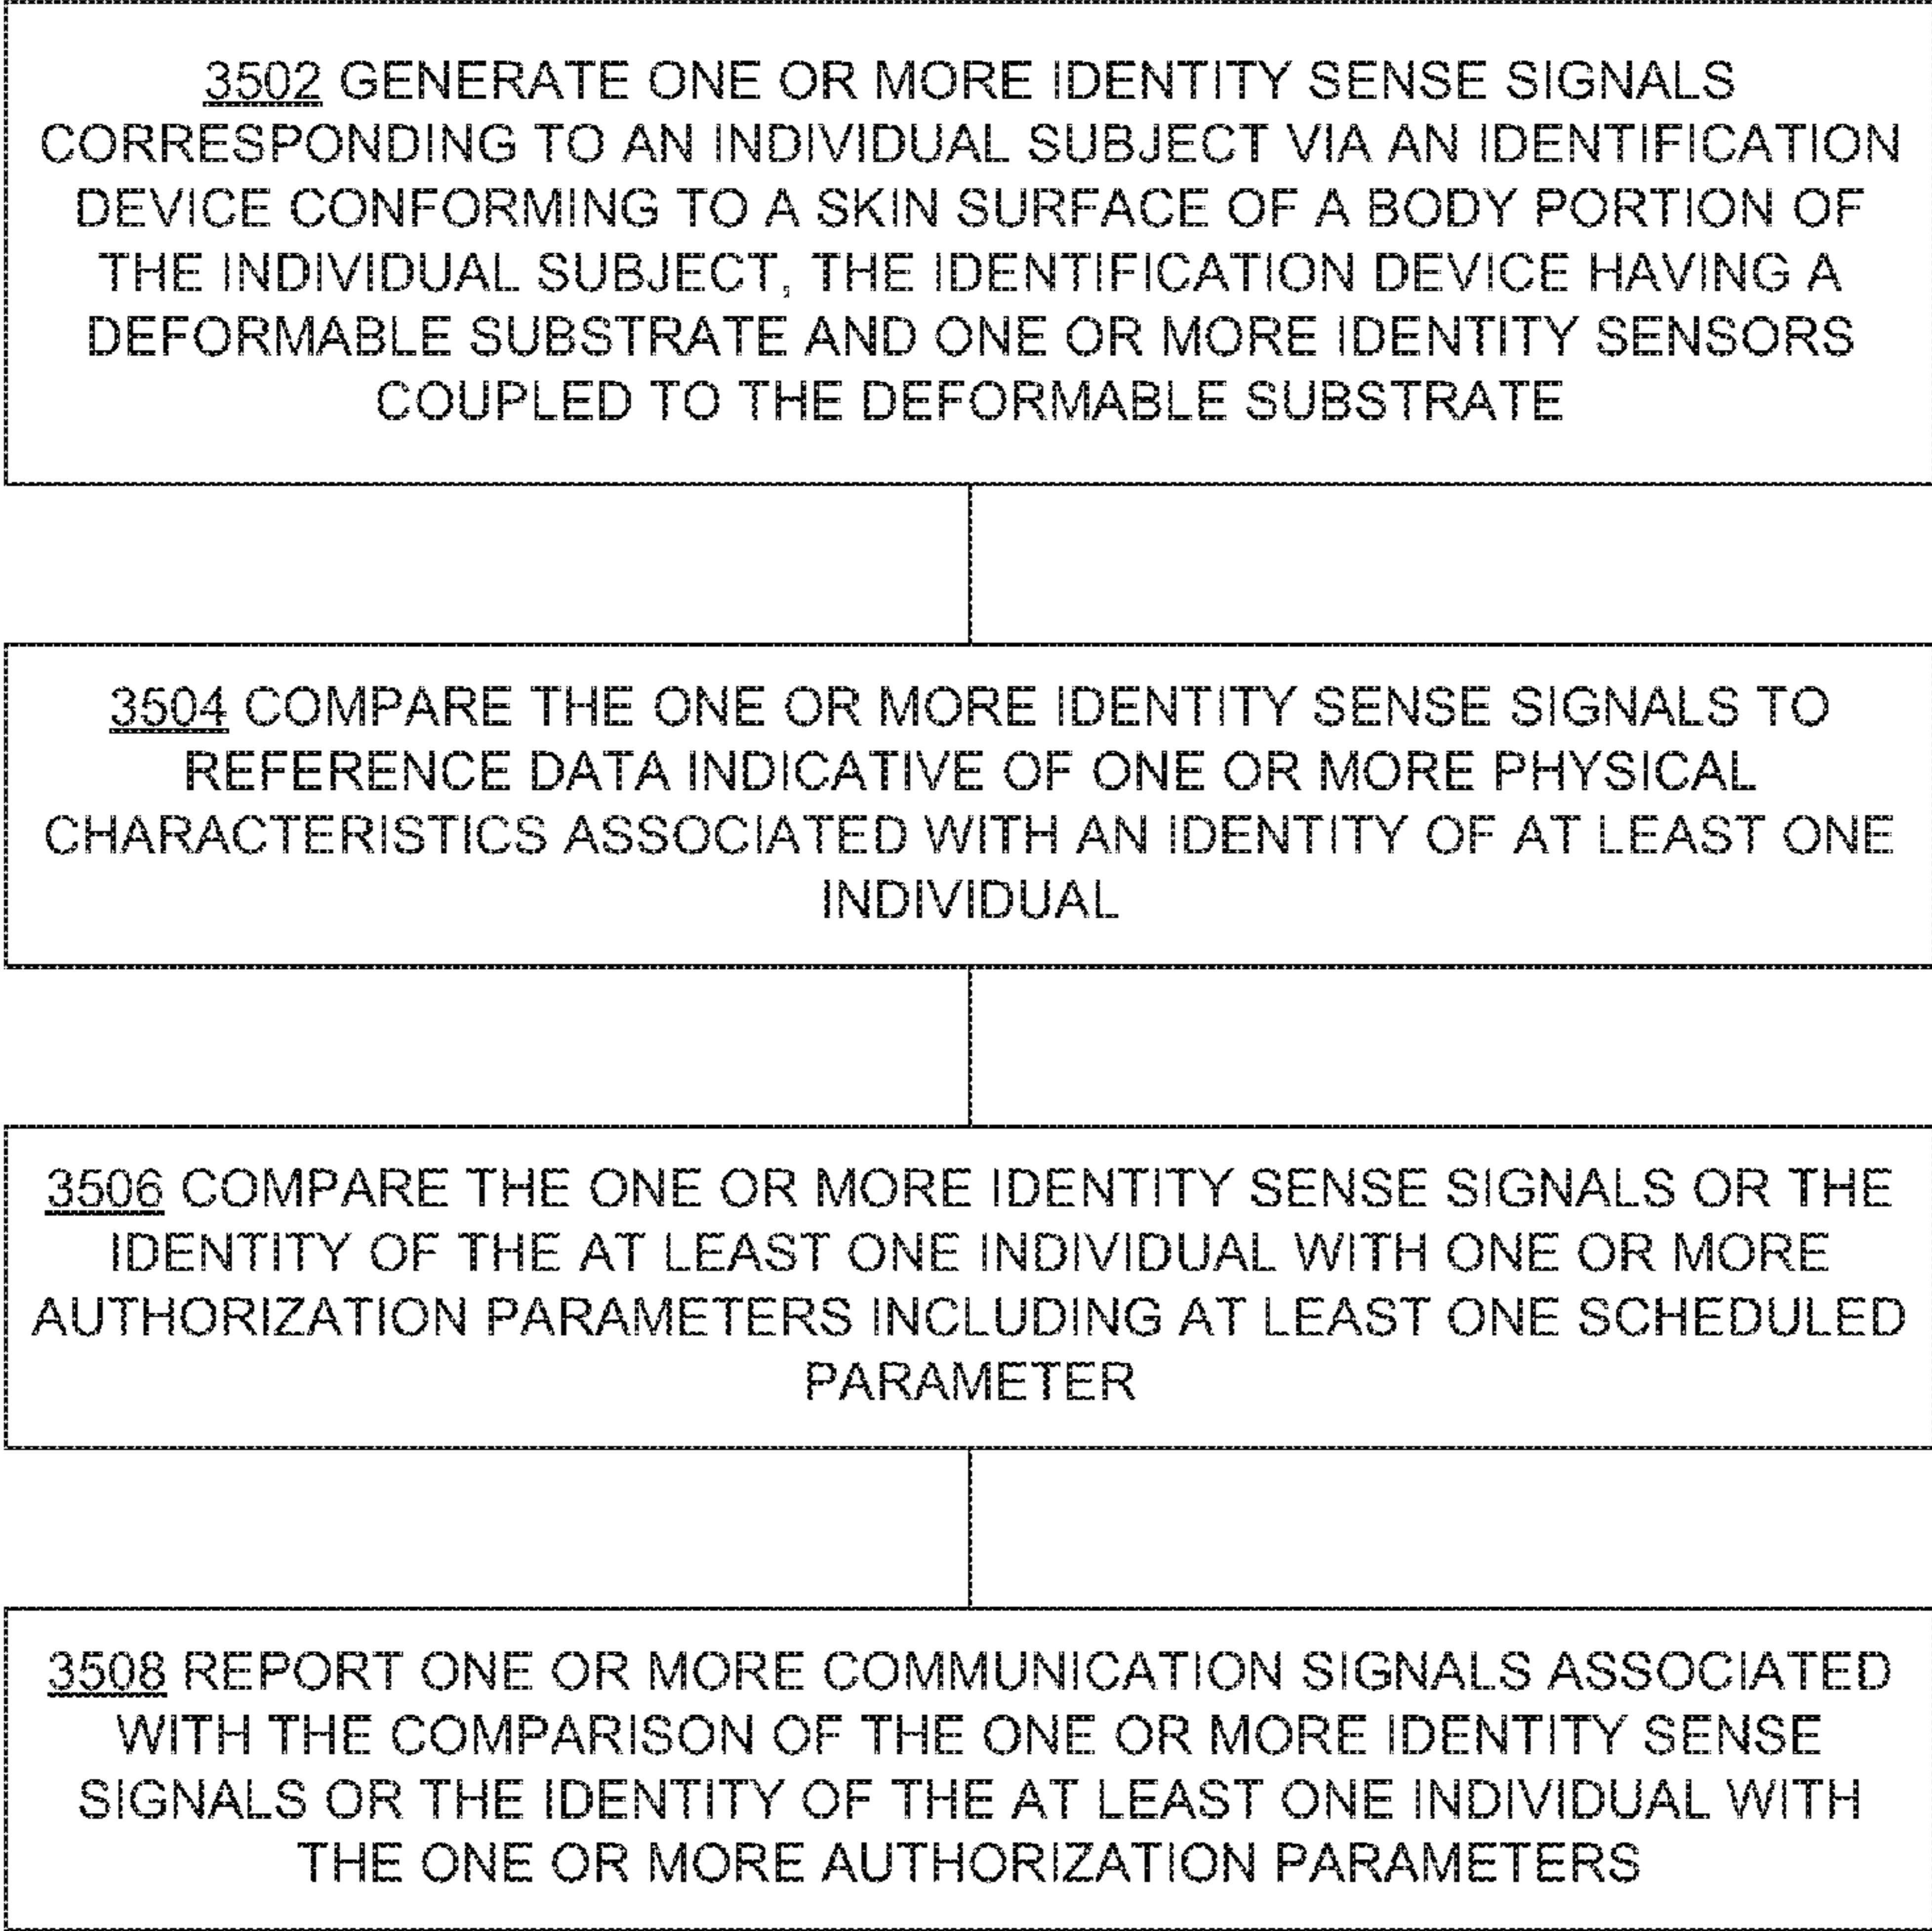 3502 GENERATE ONE OR MORE IDENTITY SENSE SIGNALS
CORRESPONDING TO AN INDIVIDUAL SUBJECT VIA AN IDENTIFICATION
DEVICE CONFORMING TO A SKIN SURFACE OF A BODY PORTION OF
THE INDIVIDUAL SUBJECT, THE IDENTIFICATION DEVICE HAVING A
DEFORMABLE SUBSTRATE AND ONE OR MORE IDENTITY SENSORS
COUPLED TO THE DEFORMABLE SUBSTRATE
3504 COMPARE THE ONE OR MORE IDENTITY SENSE SIGNALS TO
REFERENCE DATA INDICATIVE OF ONE OR MORE PHYSICAL
CHARACTERISTICS ASSOCIATED WITH AN IDENTITY OF AT LEAST ONE
INDIVIDUAL
3506 COMPARE THE ONE OR MORE IDENTITY SENSE SIGNALS OR THE
IDENTITY OF THE AT LEAST ONE INDIVIDUAL WITH ONE OR MORE
AUTHORIZATION PARAMETERS INCLUDING AT LEAST ONE SCHEDULED
PARAMETER
3508 REPORT ONE OR MORE COMMUNICATION SIGNALS ASSOCIATED
WITH THE COMPARISON OF THE ONE OR MORE IDENTITY SENSE
SIGNALS OR THE IDENTITY OF THE AT LEAST ONE INDIVIDUAL WITH
THE ONE OR MORE AUTHORIZATION PARAMETERS